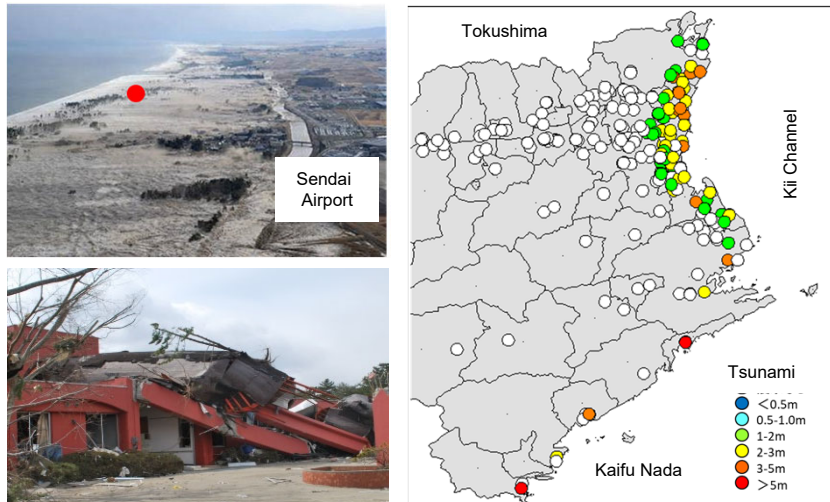 Sendai
Airport
Tokushima
Kii Channel
Tsunami
<0.5m
0.5-1.0m
1-2m
2-3m
3-5m
>5m
Kaifu Nada